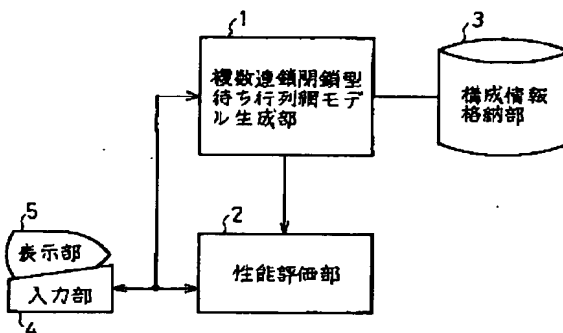 1
複数連鎖閉鎖型
待ち行列網モデ
ル生成部
3
構成情報
格納部
2
性能評価部
5
表示部
入力部
4